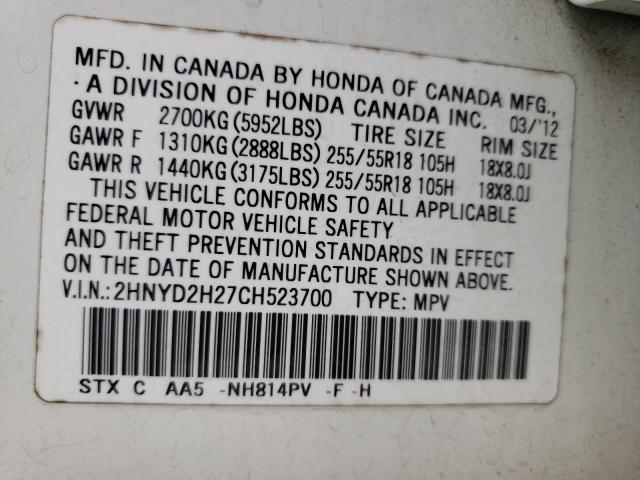 MFD. IN CANADA BY HONDA OF CANADA MFG.,
· A DIVISION OF HONDA CANADA INC. 03/'12
GVWR 2700KG (5952LBS) TIRE SIZE RIM SIZE
GAWR F 1310KG (2888LBS) 255/55R18 105H 18X8.0J
GAWR R 1440KG (3175LBS) 255/55R18 105H 18X8.0J
THIS VEHICLE CONFORMS TO ALL APPLICABLE
FEDERAL MOTOR VEHICLE SAFETY
AND THEFT PREVENTION STANDARDS IN EFFECT
ON THE DATE OF MANUFACTURE SHOWN ABOVE.
V.I.N.: 2HNYD2H27CH523700 TYPE: MPV
STX C AA5 -NH814PV -F -H